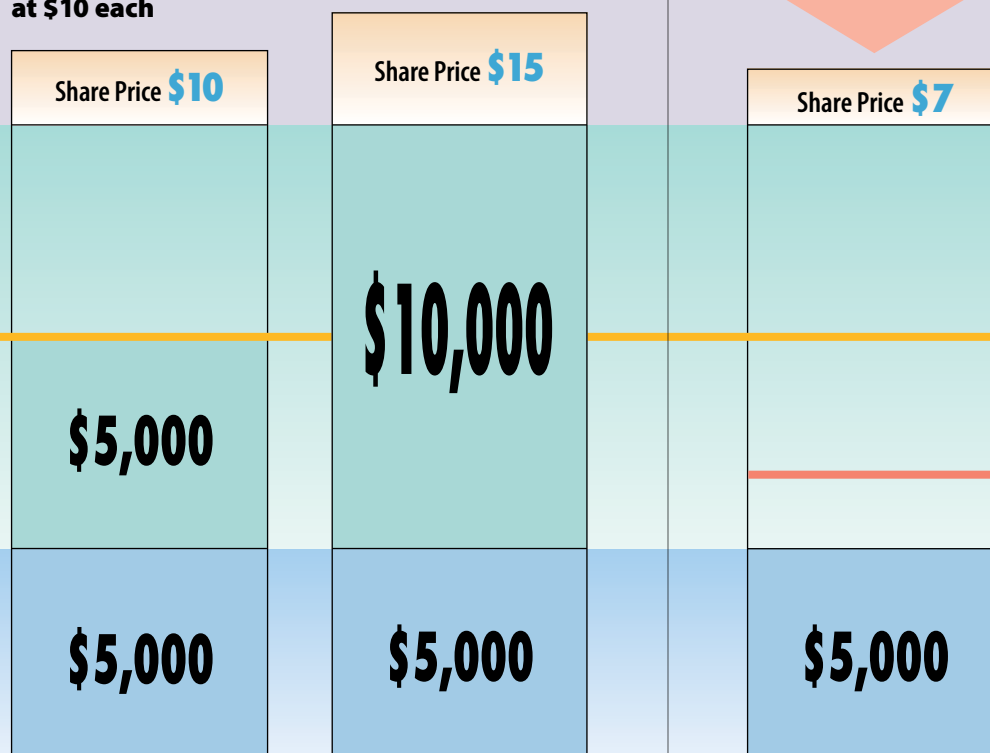 at $10 each
Share Price $10
Share Price $15
Share Price $7
$10,000
$5,000
$5,000
$5,000
$5,000